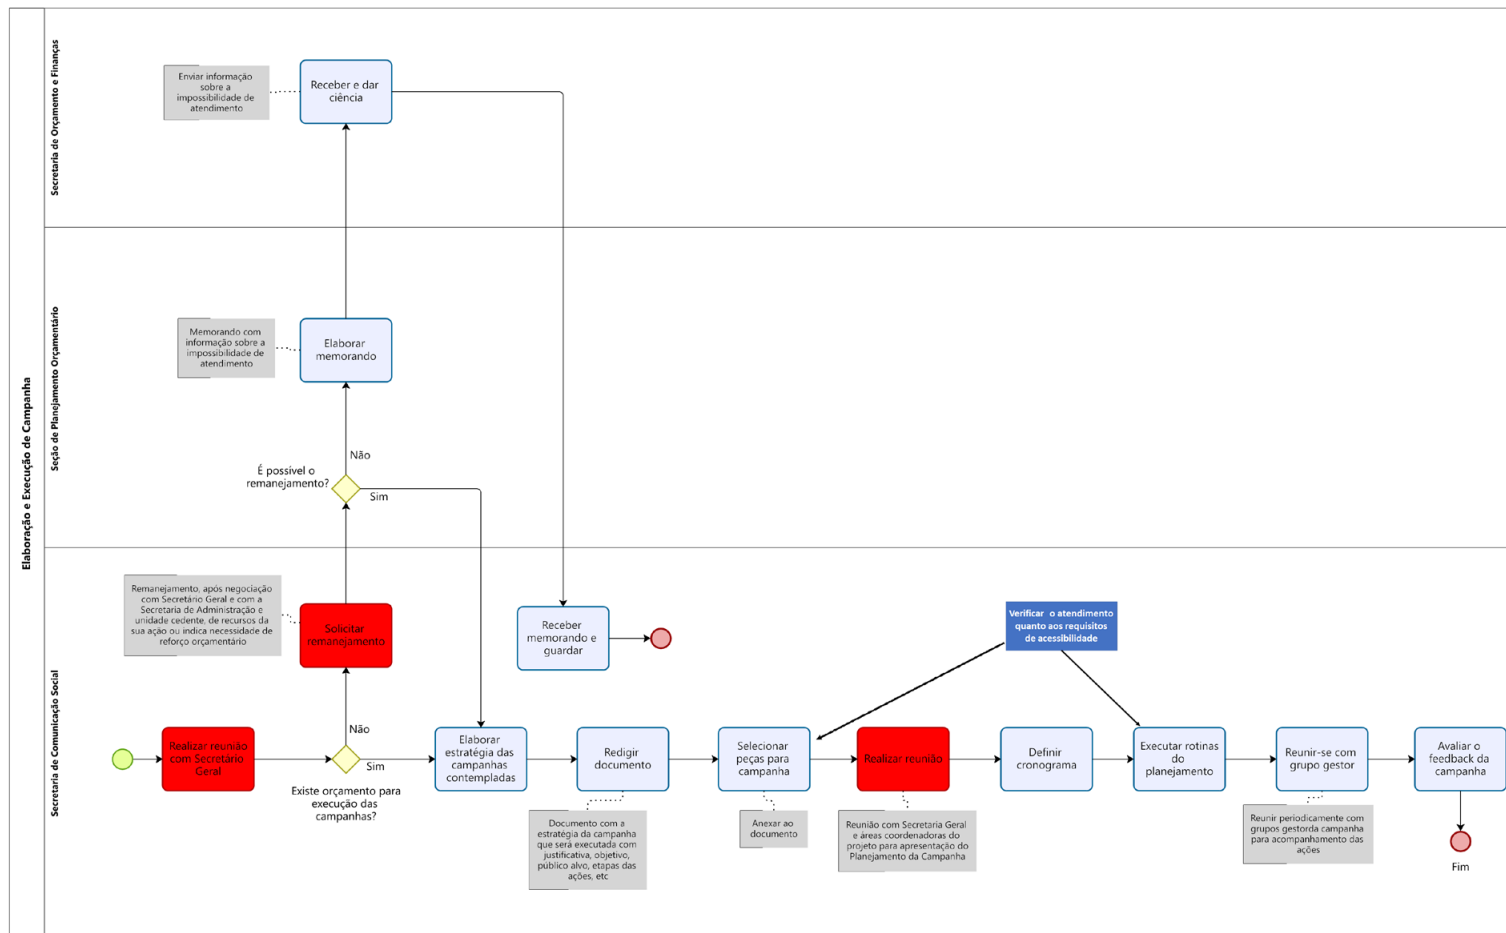 Elaboração e Execução de Campanha
Secretaria de Orçamento e Finanças
Enviar informação
sobre a
impossibilidade de
atendimento
Receber e dar
ciência
Seção de Planejamento Orçamentário
Memorando com
informação sobre a
impossibilidade de
atendimento
Elaborar
memorando
Não
É possível o
remanejamento?
Sim
Secretaria de Comunicação Social
Remanejamento, após negociação
com Secretário Geral e com a
Secretaria de Administração e
unidade cedente, de recursos da
sua ação ou indica necessidade de
reforço orçamentário
Solicitar
remanejamento
Receber
memorando e
guardar
Verificar o atendimento
quanto aos requisitos
de acessibilidade
Realizar reunião
com Secretário
Geral
Não
Sim
Existe orçamento para
execução das
campanhas?
Elaborar
estratégia das
campanhas
contempladas
Redigir
documento
Selecionar
peças para
campanha
Realizar reunião
Definir
cronograma
Executar rotinas
do
planejamento
Reunir-se com
grupo gestor
Avaliar o
feedback da
campanha
Documento com a
estratégia da campanha
que será executada com
justificativa, objetivo,
público alvo, etapas das
ações, etc
Anexar ao
documento
Reunião com Secretaria Geral
e áreas coordenadoras do
projeto para apresentação do
Planejamento da Campanha
Reunir periodicamente com
grupos gestorda campanha
para acompanhamento das
ações
Fim